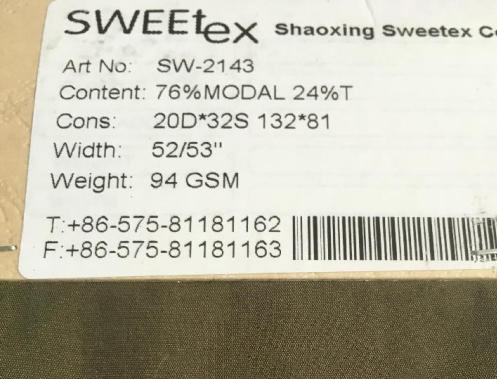 SWEEtex Shaoxing Sweetex
Art No: SW-2143
Content: 76%MODAL 24%T
Cons: 20D*32S 132*81
Width: 52/53"
Weight: 94 GSM
T:+86-575-81181162
F:+86-575-81181163